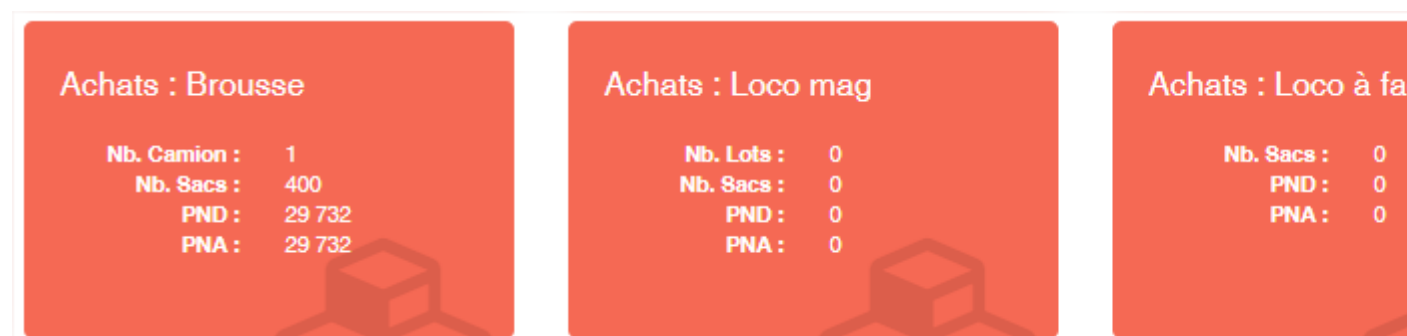 Achats : Brousse
Nb. Camion : 1
Nb. Sacs : 400
PND : 29 732
PNA : 29 732
Achats : Loco mag
Nb. Lots : 0
Nb. Sacs : 0
PND : 0
PNA : 0
Achats : Loco à fa
Nb. Sacs : 0
PND : 0
PNA : 0